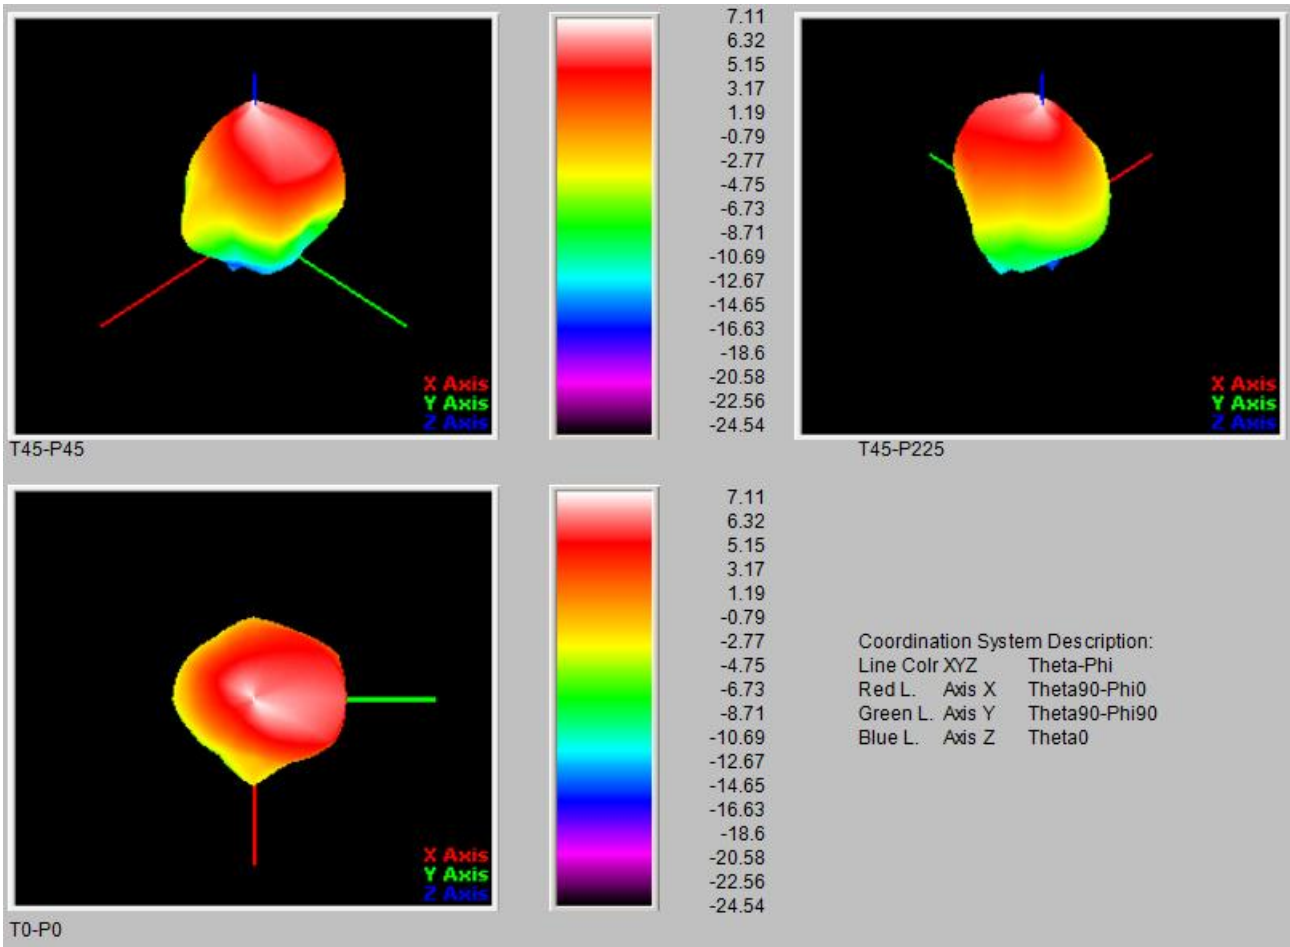 7.11
6.32
5.15
3.17
1.19
-0.79
-2.77
-4.75
-6.73
-8.71
-10.69
-12.67
-14.65
-16.63
-18.6
-20.58
-22.56
-24.54
X Axis
Y Axis
Z Axis
T45-P45
X Axis
Y Axis
Z Axis
T45-P225
7.11
6.32
5.15
3.17
1.19
-0.79
-2.77
-4.75
-6.73
-8.71
-10.69
-12.67
-14.65
-16.63
-18.6
-20.58
-22.56
-24.54
X Axis
Y Axis
Z Axis
T0-P0
Coordination System Description:
Line Colr XYZ Theta-Phi
Red L. Axis X Theta90-Phi0
Green L. Axis Y Theta90-Phi90
Blue L. Axis Z Theta0